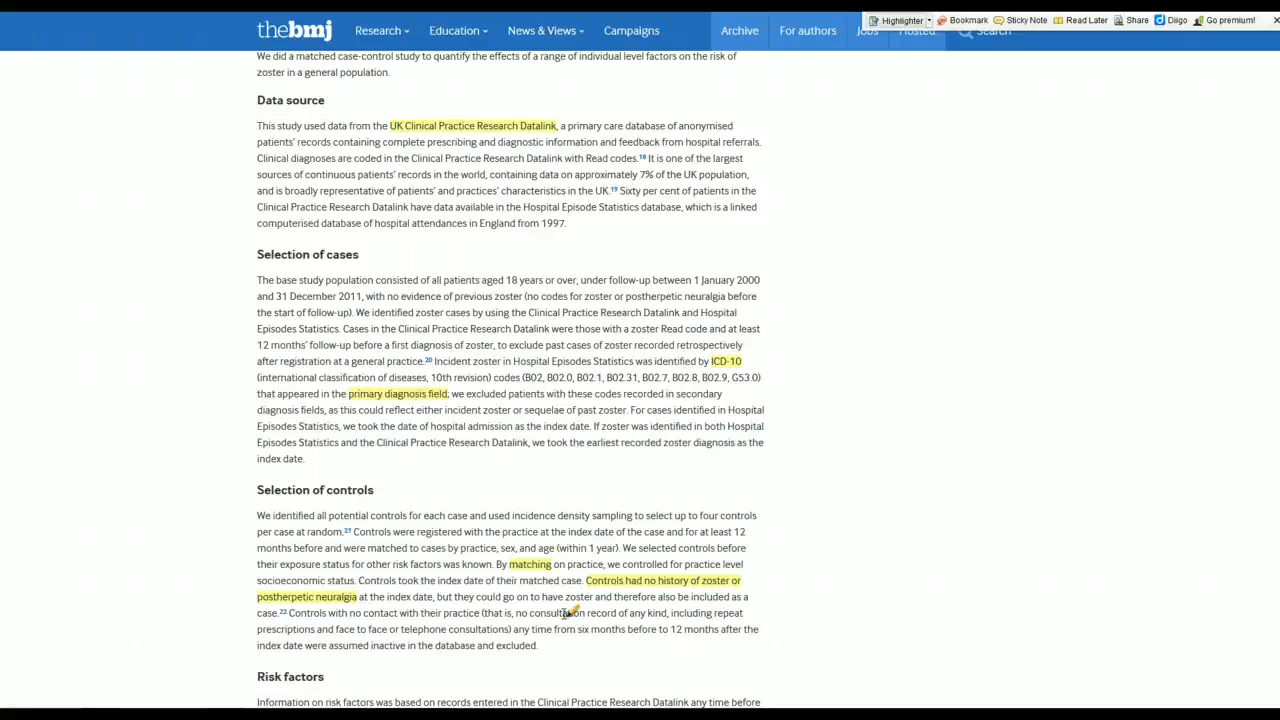 Highlighter
Bookmark
Sticky Note
Read Later
Share
Diigo
Go premium!
thebmj
Research
Education
News & Views
Campaigns
Archive
For authors
Jobs
Hosted
Search
We did a matched case-control study to quantify the effects of a range of individual level factors on the risk of
zoster in a general population.
Data source
This study used data from the UK Clinical Practice Research Datalink, a primary care database of anonymised
patients' records containing complete prescribing and diagnostic information and feedback from hospital referrals.
Clinical diagnoses are coded in the Clinical Practice Research Datalink with Read codes.18 It is one of the largest
sources of continuous patients' records in the world, containing data on approximately 7% of the UK population,
and is broadly representative of patients' and practices' characteristics in the UK.19 Sixty per cent of patients in the
Clinical Practice Research Datalink have data available in the Hospital Episode Statistics database, which is a linked
computerised database of hospital attendances in England from 1997.
Selection of cases
The base study population consisted of all patients aged 18 years or over, under follow-up between 1 January 2000
and 31 December 2011, with no evidence of previous zoster (no codes for zoster or postherpetic neuralgia before
the start of follow-up). We identified zoster cases by using the Clinical Practice Research Datalink and Hospital
Episodes Statistics. Cases in the Clinical Practice Research Datalink were those with a zoster Read code and at least
12 months' follow-up before a first diagnosis of zoster, to exclude past cases of zoster recorded retrospectively
after registration at a general practice.20 Incident zoster in Hospital Episodes Statistics was identified by ICD-10
(international classification of diseases, 10th revision) codes (B02, B02.0, B02.1, B02.31, B02.7, B02.8, B02.9, G53.0)
that appeared in the primary diagnosis field; we excluded patients with these codes recorded in secondary
diagnosis fields, as this could reflect either incident zoster or sequelae of past zoster. For cases identified in Hospital
Episodes Statistics, we took the date of hospital admission as the index date. If zoster was identified in both Hospital
Episodes Statistics and the Clinical Practice Research Datalink, we took the earliest recorded zoster diagnosis as the
index date.
Selection of controls
We identified all potential controls for each case and used incidence density sampling to select up to four controls
per case at random.21 Controls were registered with the practice at the index date of the case and for at least 12
months before and were matched to cases by practice, sex, and age (within 1 year). We selected controls before
their exposure status for other risk factors was known. By matching on practice, we controlled for practice level
socioeconomic status. Controls took the index date of their matched case. Controls had no history of zoster or
postherpetic neuralgia at the index date, but they could go on to have zoster and therefore also be included as a
case.22 Controls with no contact with their practice (that is, no consultation record of any kind, including repeat
prescriptions and face to face or telephone consultations) any time from six months before to 12 months after the
index date were assumed inactive in the database and excluded.
Risk factors
Information on risk factors was based on records entered in the Clinical Practice Research Datalink any time before